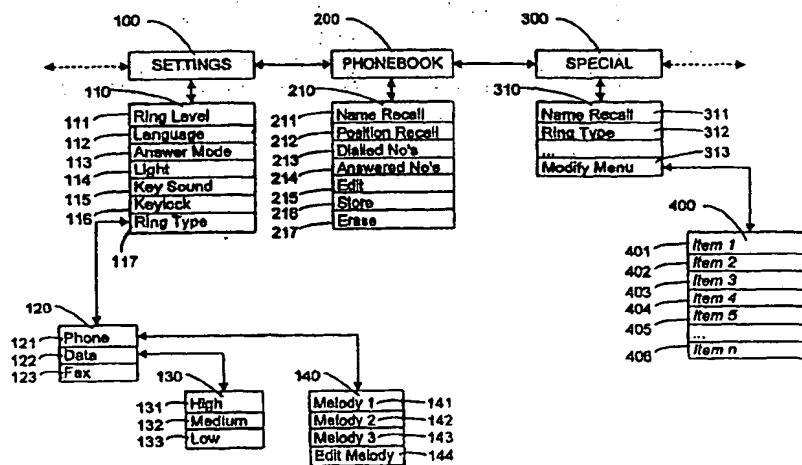 100 200 300
SETTINGS PHONEBOOK SPECIAL
110 210 310
111 Ring Level 211 Name Recall Name Recall 311
112 Language 212 Position Recall Ring Type 312
113 Answer Mode 213 Dialled No's ...
114 Light 214 Answered No's Modify Menu 313
115 Key Sound 215 Edit
116 Keylock 216 Store
Ring Type 217 Erase
117
400
401 Item 1
402 Item 2
403 Item 3
404 Item 4
405 Item 5
...
406 Item n
120
121 Phone
122 Data
123 Fax
130 140
131 High Melody 1 141
132 Medium Melody 2 142
133 Low Melody 3 143
Edit Melody 144